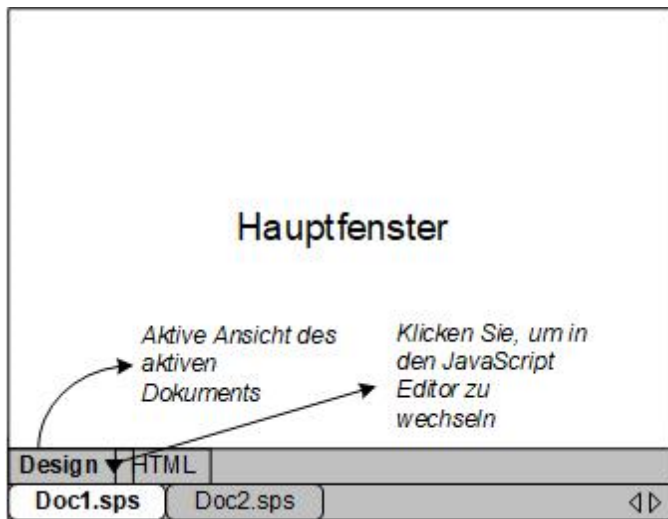 Hauptfenster
Aktive Ansicht des
aktiven
Dokuments
Klicken Sie, um in
den JavaScript
Editor zu
wechseln
Design HTML
Doc1.sps Doc2.sps